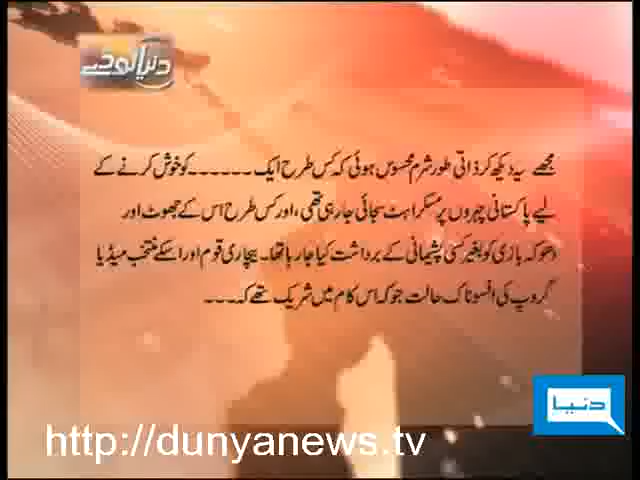 دنیا بوجھے
مجھے یہ دیکھ کر ذاتی طور شرم محسوس ہوئی کہ کس طرح ایک ۔۔۔۔۔۔ کو خوش کرنے کے
لیے پاکستانی چہروں پر مسکراہٹ سجائی جا رہی تھی، اور کس طرح اس کے جھوٹ اور
دھوکہ بازی کو بغیر کسی پشیمانی کے برداشت کیا جا رہا تھا۔ بیچاری قوم اور اسکے منتخب میڈیا
گروپ کی افسوناک حالت جو کہ اس کام میں شریک تھے کہ ۔۔۔
دنیا
http://dunyanews.tv